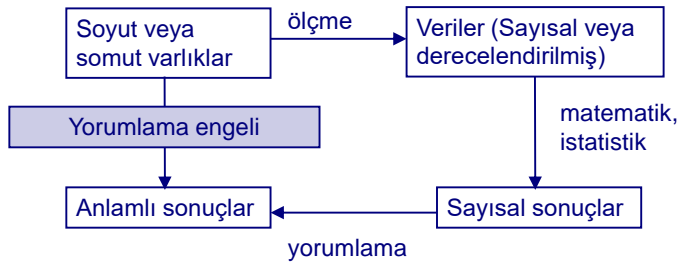 Soyut veya
somut varlıklar
ölçme
Veriler (Sayısal veya
derecelendirilmiş)
Yorumlama engeli
matematik,
istatistik
Anlamlı sonuçlar
Sayısal sonuçlar
yorumlama